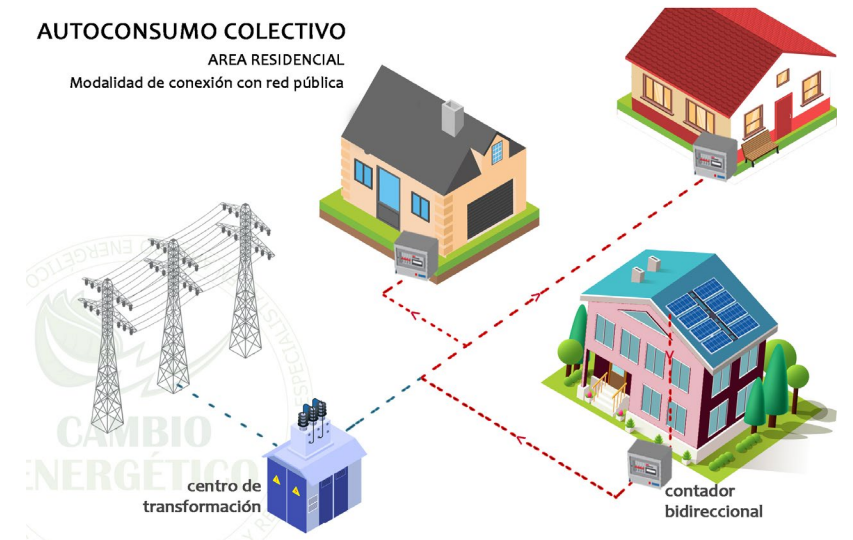 AUTOCONSUMO COLECTIVO
AREA RESIDENCIAL
Modalidad de conexión con red pública
CAMBIO
ENERGÉTICO
centro de
transformación
contador
bidireccional